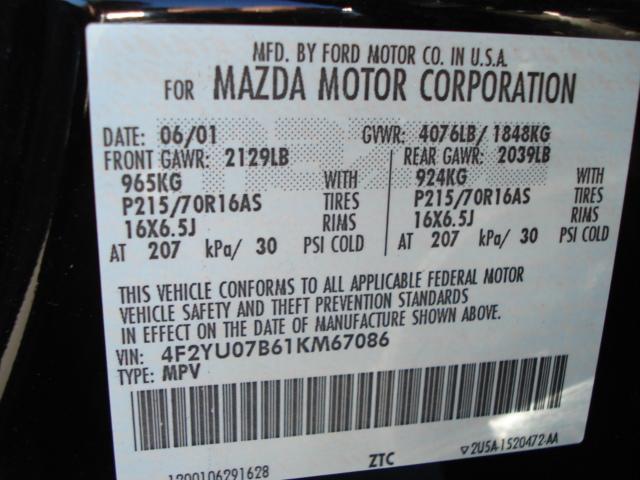 MFD. BY FORD MOTOR CO. IN U.S.A.
FOR MAZDA MOTOR CORPORATION
DATE: 06/01 GVWR: 4076LB/ 1848KG
FRONT GAWR: 2129LB REAR GAWR: 2039LB
965KG WITH 924KG WITH
P215/70R16AS TIRES P215/70R16AS TIRES
16X6.5J RIMS 16X6.5J RIMS
AT 207 kPa/ 30 PSI COLD AT 207 kPa/ 30 PSI COLD
THIS VEHICLE CONFORMS TO ALL APPLICABLE FEDERAL MOTOR
VEHICLE SAFETY AND THEFT PREVENTION STANDARDS
IN EFFECT ON THE DATE OF MANUFACTURE SHOWN ABOVE.
VIN: 4F2YU07B61KM67086
TYPE: MPV
1200106291628 ZTC ▽2U5A-1520472-AA